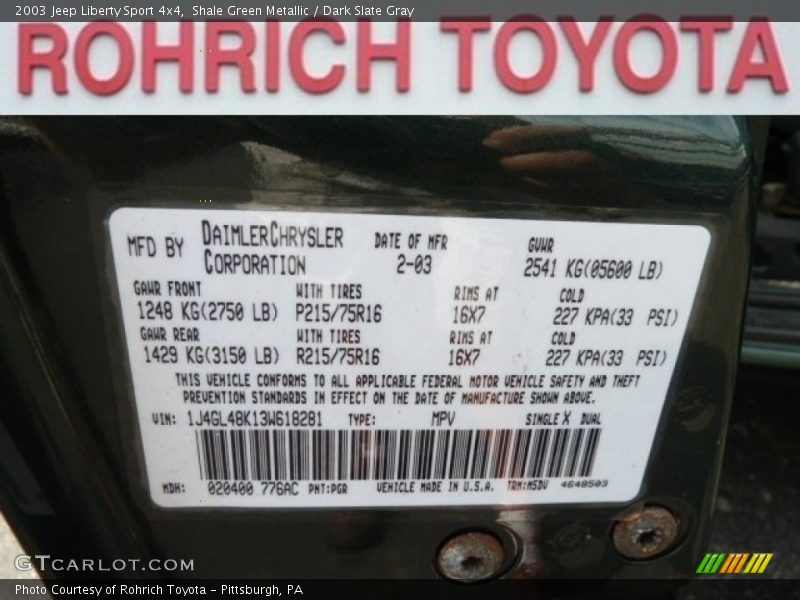 2003 Jeep Liberty Sport 4x4, Shale Green Metallic / Dark Slate Gray
ROHRICH TOYOTA
MFD BY DAIMLERCHRYSLER CORPORATION DATE OF MFR 2-03 GVWR 2541 KG(05600 LB)
GAWR FRONT WITH TIRES RIMS AT COLD
1248 KG(2750 LB) P215/75R16 16X7 227 KPA(33 PSI)
GAWR REAR WITH TIRES RIMS AT COLD
1429 KG(3150 LB) R215/75R16 16X7 227 KPA(33 PSI)
THIS VEHICLE CONFORMS TO ALL APPLICABLE FEDERAL MOTOR VEHICLE SAFETY AND THEFT
PREVENTION STANDARDS IN EFFECT ON THE DATE OF MANUFACTURE SHOWN ABOVE.
VIN: 1J4GL48K13W618281 TYPE: MPV SINGLE X DUAL
MDH: 020400 776AC PNT:PGR VEHICLE MADE IN U.S.A. TRM:MSDV 4648503
GTCARLOT.COM
Photo Courtesy of Rohrich Toyota - Pittsburgh, PA